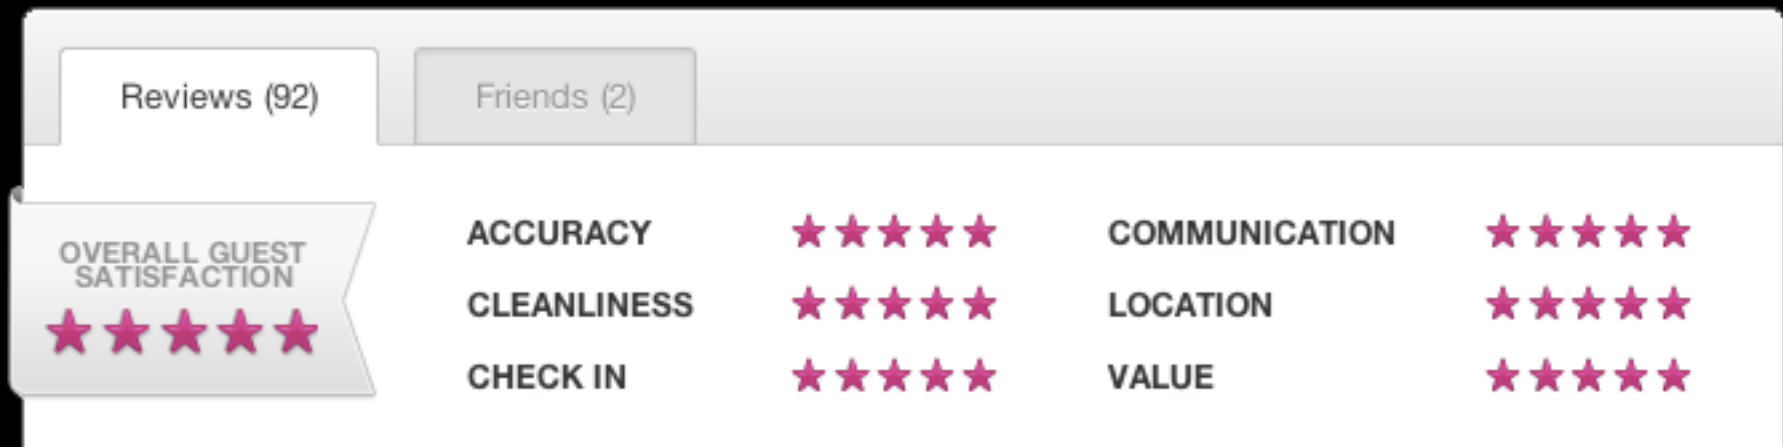 Reviews (92)
Friends (2)
OVERALL GUEST
SATISFACTION
ACCURACY
COMMUNICATION
CLEANLINESS
LOCATION
CHECK IN
VALUE